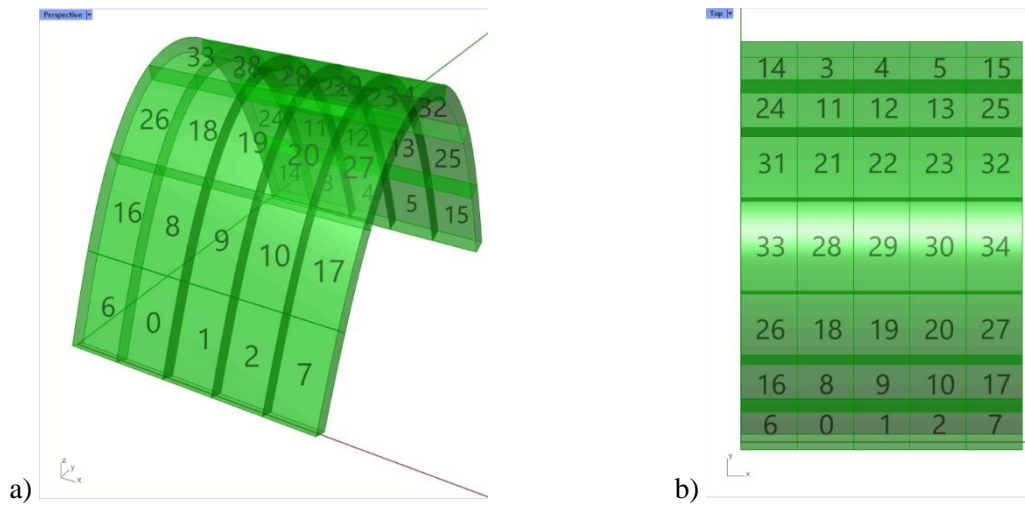 Perspective
33 28 29 30 34
32
26 18 19 24 11 12 13 25
20 27
14 3 4 5 15
16 8 9 10 17
6 0 1 2 7
z
y
x
a)
Top
14 3 4 5 15
24 11 12 13 25
31 21 22 23 32
33 28 29 30 34
26 18 19 20 27
16 8 9 10 17
6 0 1 2 7
y
x
b)